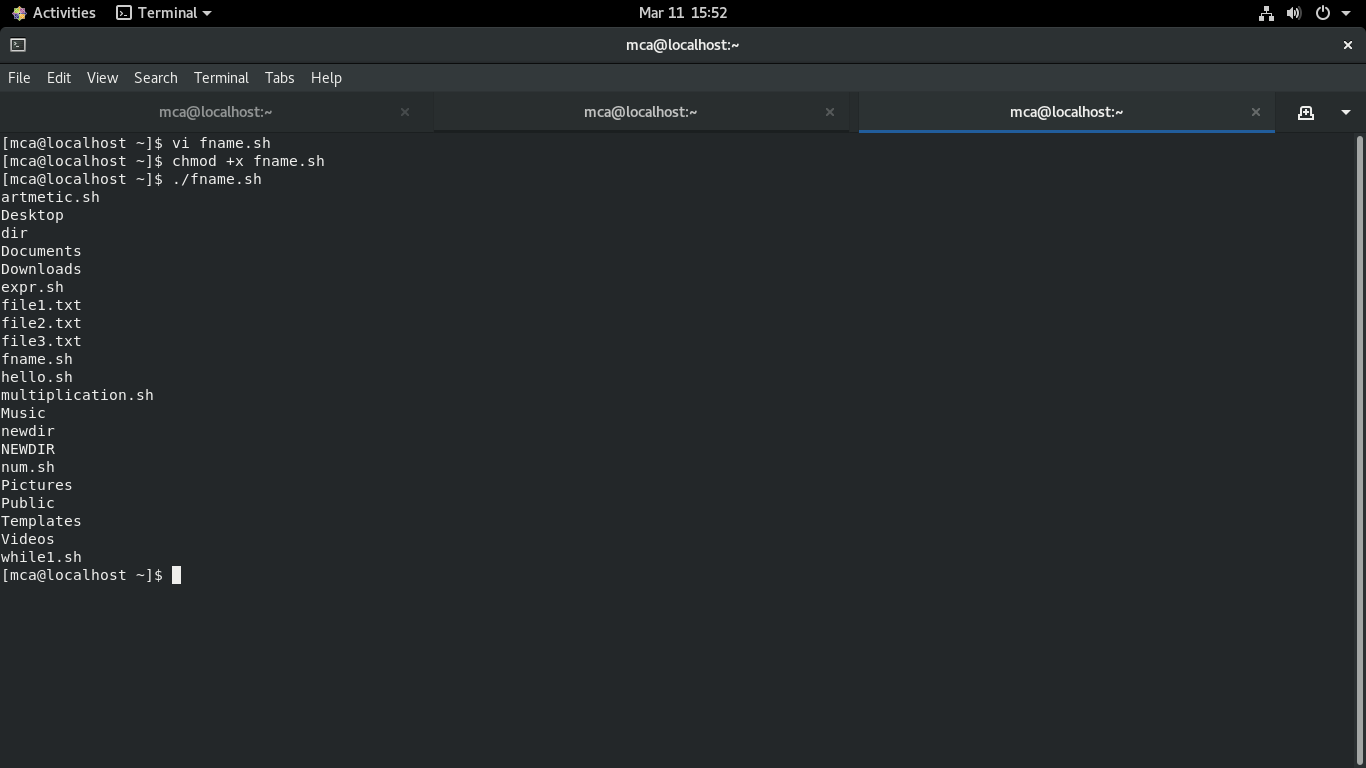 Activities Terminal Mar 11 15:52
mca@localhost:~
File Edit View Search Terminal Tabs Help
mca@localhost:~ mca@localhost:~ mca@localhost:~
[mca@localhost ~]$ vi fname.sh
[mca@localhost ~]$ chmod +x fname.sh
[mca@localhost ~]$ ./fname.sh
artmetic.sh
Desktop
dir
Documents
Downloads
expr.sh
file1.txt
file2.txt
file3.txt
fname.sh
hello.sh
multiplication.sh
Music
newdir
NEWDIR
num.sh
Pictures
Public
Templates
Videos
while1.sh
[mca@localhost ~]$